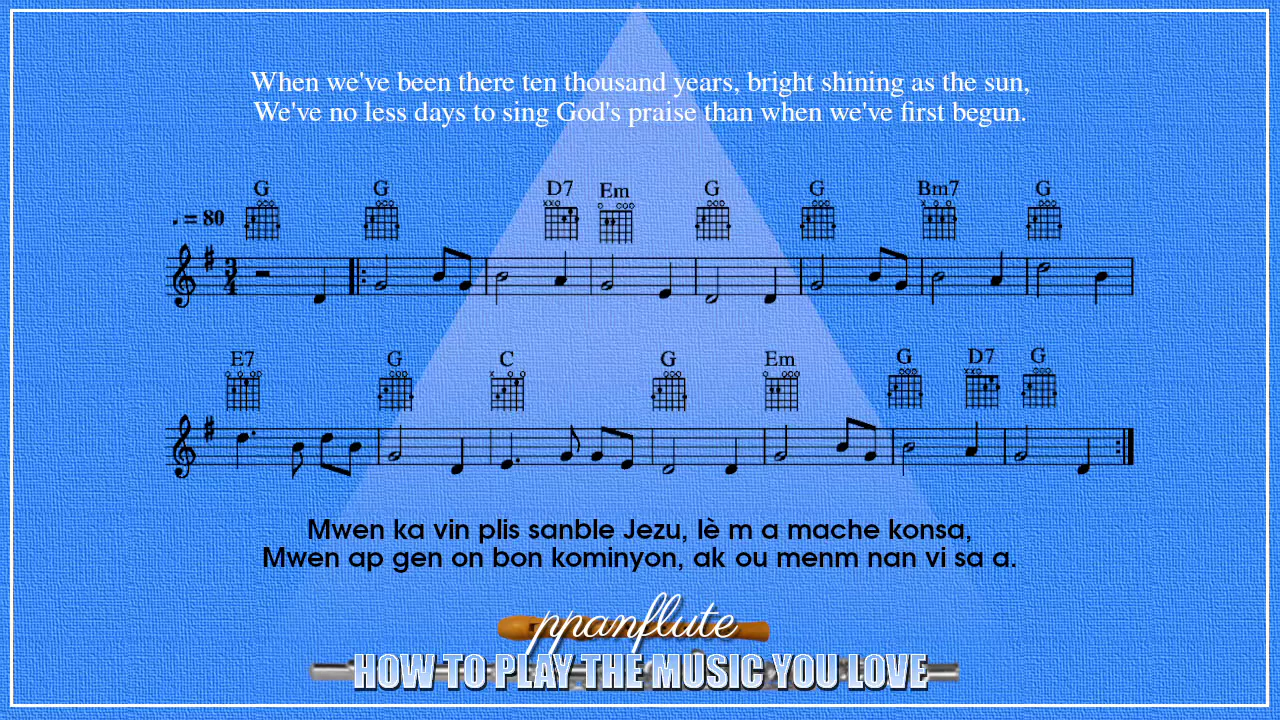 When we've been there ten thousand years, bright shining as the sun,
We've no less days to sing God's praise than when we've first begun.
G G D7 Em G G Bm7 G
♩ = 80
3
4
E7 G C G Em G D7 G
Mwen ka vin plis sanble Jezu, lè m a mache konsa,
Mwen ap gen on bon kominyon, ak ou menm nan vi sa a.
ppanflute
HOW TO PLAY THE MUSIC YOU LOVE